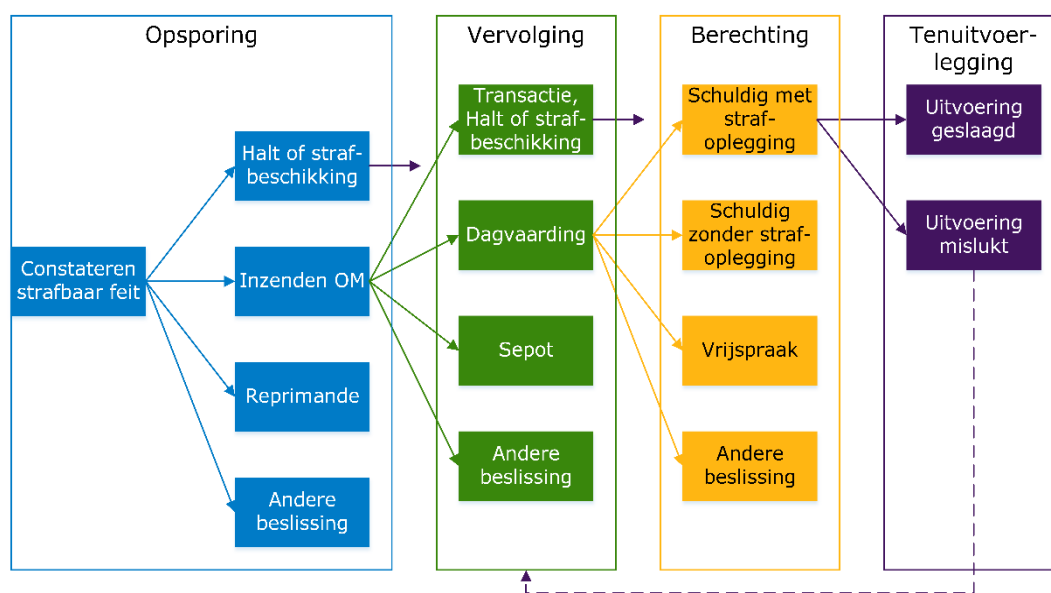 Opsporing
Constateren
strafbaar feit
Halt of straf-
beschikking
Inzenden OM
Reprimande
Andere
beslissing
Vervolging
Transactie,
Halt of straf-
beschikking
Dagvaarding
Sepot
Andere
beslissing
Berechting
Schuldig met
straf-
oplegging
Schuldig
zonder straf-
oplegging
Vrijspraak
Andere
beslissing
Tenuitvoer-
legging
Uitvoering
geslaagd
Uitvoering
mislukt